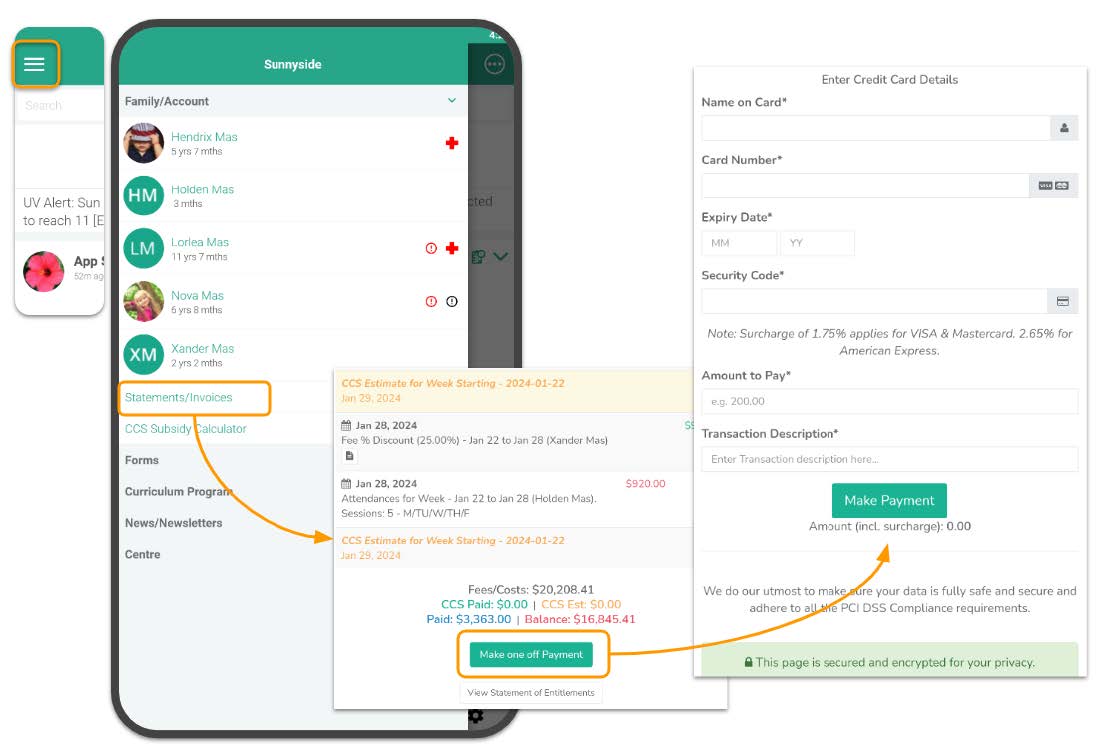 Search
UV Alert: Sun
to reach 11 [E
App S
52m ag
4:2
Sunnyside
Family/Account
Hendrix Mas
5 yrs 7 mths
HM
Holden Mas
3 mths
LM
Lorlea Mas
11 yrs 7 mths
Nova Mas
6 yrs 8 mths
XM
Xander Mas
2 yrs 2 mths
Statements/Invoices
CCS Subsidy Calculator
Forms
Curriculum Program
News/Newsletters
Centre
cted
CCS Estimate for Week Starting - 2024-01-22
Jan 29, 2024
Jan 28, 2024
Fee % Discount (25.00%) - Jan 22 to Jan 28 (Xander Mas)
Jan 28, 2024 $920.00
Attendances for Week - Jan 22 to Jan 28 (Holden Mas).
Sessions: 5 - M/TU/W/TH/F
CCS Estimate for Week Starting - 2024-01-22
Jan 29, 2024
Fees/Costs: $20,208.41
CCS Paid: $0.00 | CCS Est: $0.00
Paid: $3,363.00 | Balance: $16,845.41
Make one off Payment
View Statement of Entitlements
Enter Credit Card Details
Name on Card*
Card Number*
VISA
Expiry Date*
MM YY
Security Code*
Note: Surcharge of 1.75% applies for VISA & Mastercard. 2.65% for
American Express.
Amount to Pay*
e.g. 200.00
Transaction Description*
Enter Transaction description here...
Make Payment
Amount (incl. surcharge): 0.00
We do our utmost to make sure your data is fully safe and secure and
adhere to all the PCI DSS Compliance requirements.
This page is secured and encrypted for your privacy.